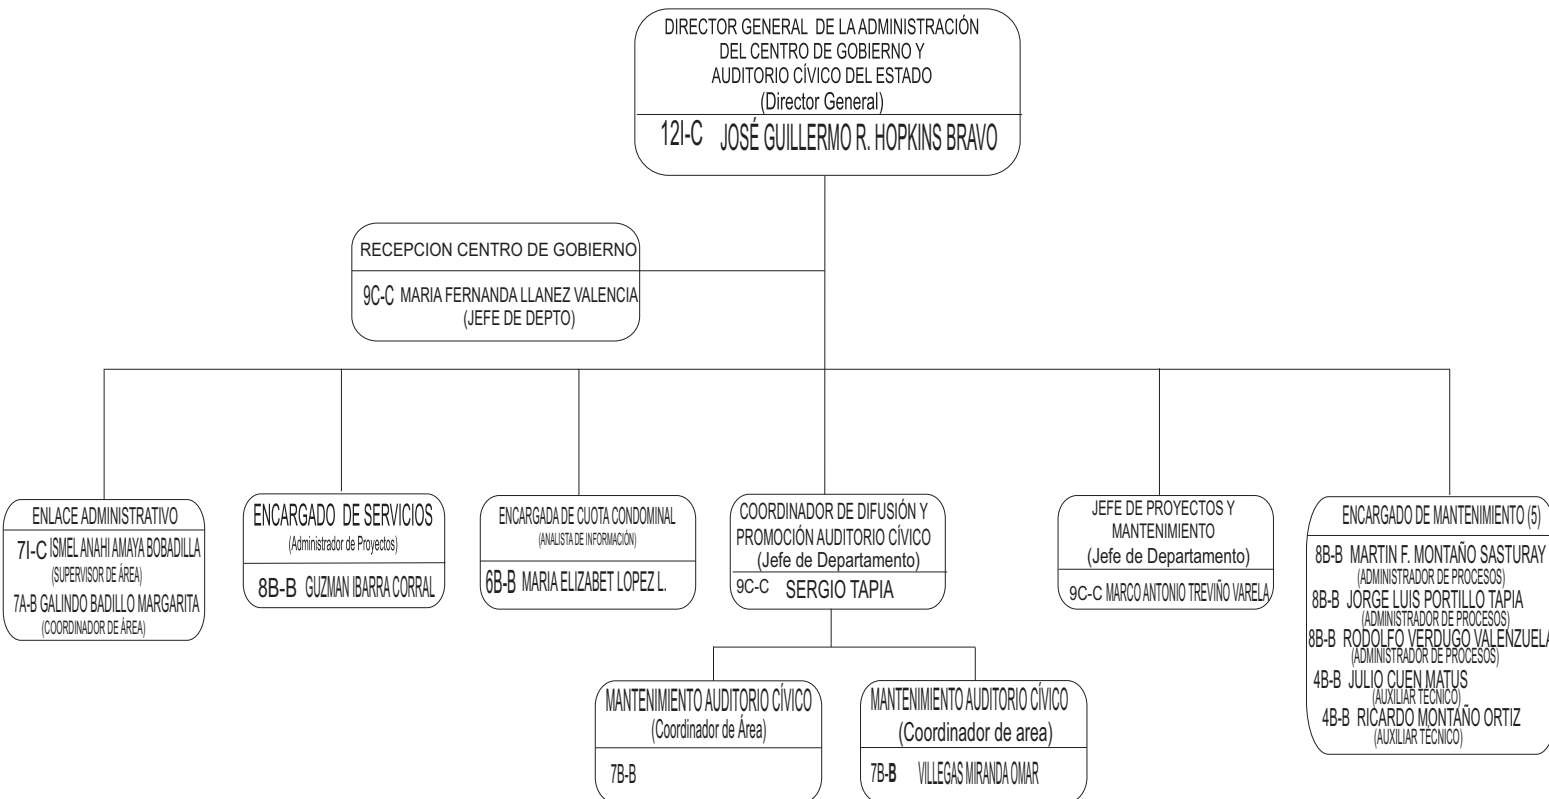 DIRECTOR GENERAL DE LA ADMINISTRACIÓN
DEL CENTRO DE GOBIERNO Y
AUDITORIO CÍVICO DEL ESTADO
(Director General)
12I-C JOSÉ GUILLERMO R. HOPKINS BRAVO
RECEPCION CENTRO DE GOBIERNO
9C-C MARIA FERNANDA LLANEZ VALENCIA
(JEFE DE DEPTO)
ENLACE ADMINISTRATIVO
7I-C ISMEL ANAHI AMAYA BOBADILLA
(SUPERVISOR DE ÁREA)
7A-B GALINDO BADILLO MARGARITA
(COORDINADOR DE ÁREA)
ENCARGADO DE SERVICIOS
(Administrador de Proyectos)
8B-B GUZMAN IBARRA CORRAL
ENCARGADA DE CUOTA CONDOMINAL
(ANALISTA DE INFORMACIÓN)
6B-B MARIA ELIZABET LOPEZ L.
COORDINADOR DE DIFUSIÓN Y
PROMOCIÓN AUDITORIO CÍVICO
(Jefe de Departamento)
9C-C SERGIO TAPIA
JEFE DE PROYECTOS Y
MANTENIMIENTO
(Jefe de Departamento)
9C-C MARCO ANTONIO TREVIÑO VARELA
ENCARGADO DE MANTENIMIENTO (5)
8B-B MARTIN F. MONTAÑO SASTURAY
(ADMINISTRADOR DE PROCESOS)
8B-B JORGE LUIS PORTILLO TAPIA
(ADMINISTRADOR DE PROCESOS)
8B-B RODOLFO VERDUGO VALENZUELA
(ADMINISTRADOR DE PROCESOS)
4B-B JULIO CUEN MATUS
(AUXILIAR TÉCNICO)
4B-B RICARDO MONTAÑO ORTIZ
(AUXILIAR TÉCNICO)
MANTENIMIENTO AUDITORIO CÍVICO
(Coordinador de Área)
7B-B
MANTENIMIENTO AUDITORIO CÍVICO
(Coordinador de area)
7B-B VILLEGAS MIRANDA OMAR